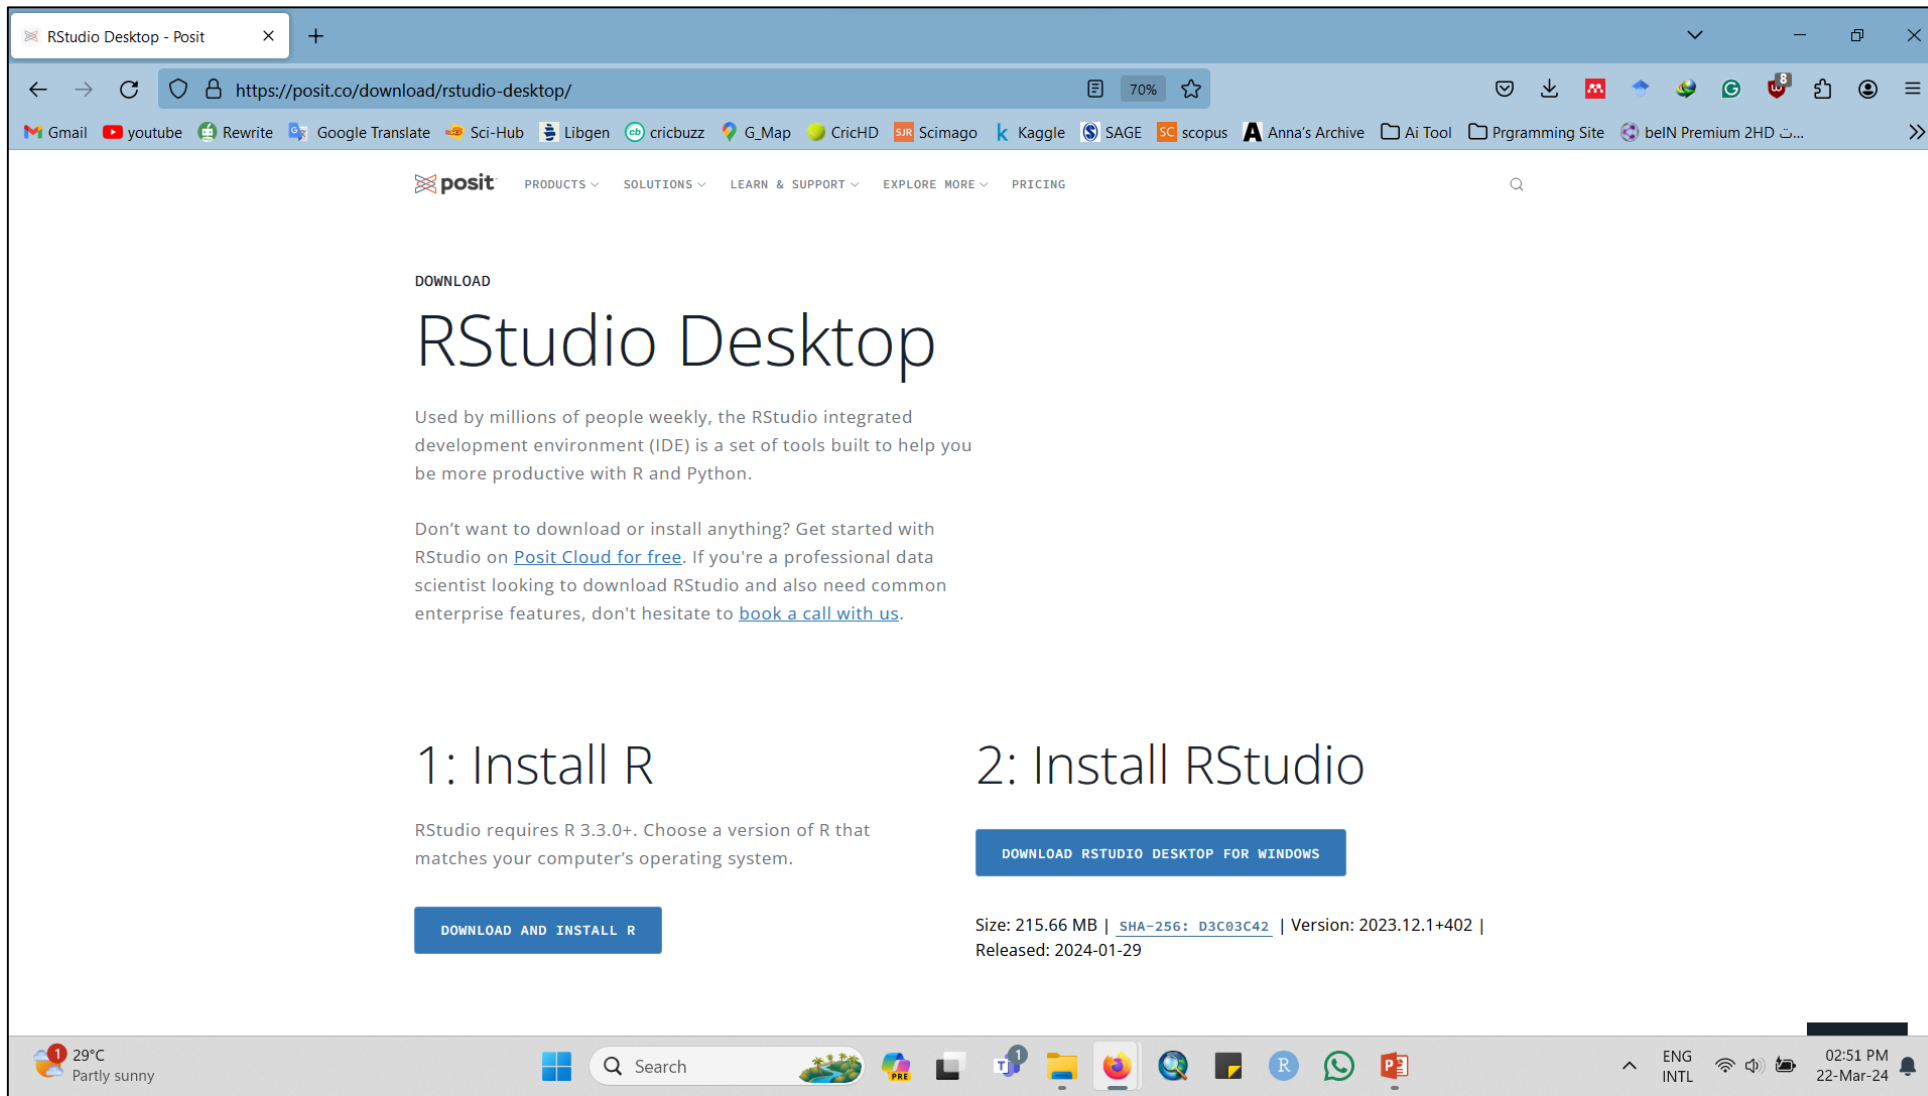 RStudio Desktop - Posit
https://posit.co/download/rstudio-desktop/
70%
8
Gmail youtube Rewrite Google Translate Sci-Hub Libgen cricbuzz G_Map CricHD SJR Scimago Kaggle SAGE SC scopus Anna's Archive Ai Tool Prgramming Site beIN Premium 2HD ت...
posit PRODUCTS SOLUTIONS LEARN & SUPPORT EXPLORE MORE PRICING
DOWNLOAD
RStudio Desktop
Used by millions of people weekly, the RStudio integrated
development environment (IDE) is a set of tools built to help you
be more productive with R and Python.
Don't want to download or install anything? Get started with
RStudio on Posit Cloud for free. If you're a professional data
scientist looking to download RStudio and also need common
enterprise features, don't hesitate to book a call with us.
1: Install R
RStudio requires R 3.3.0+. Choose a version of R that
matches your computer's operating system.
DOWNLOAD AND INSTALL R
2: Install RStudio
DOWNLOAD RSTUDIO DESKTOP FOR WINDOWS
Size: 215.66 MB | SHA-256: D3C03C42 | Version: 2023.12.1+402 |
Released: 2024-01-29
1
29°C
Partly sunny
Search
PRE
1
R
ENG
INTL
02:51 PM
22-Mar-24